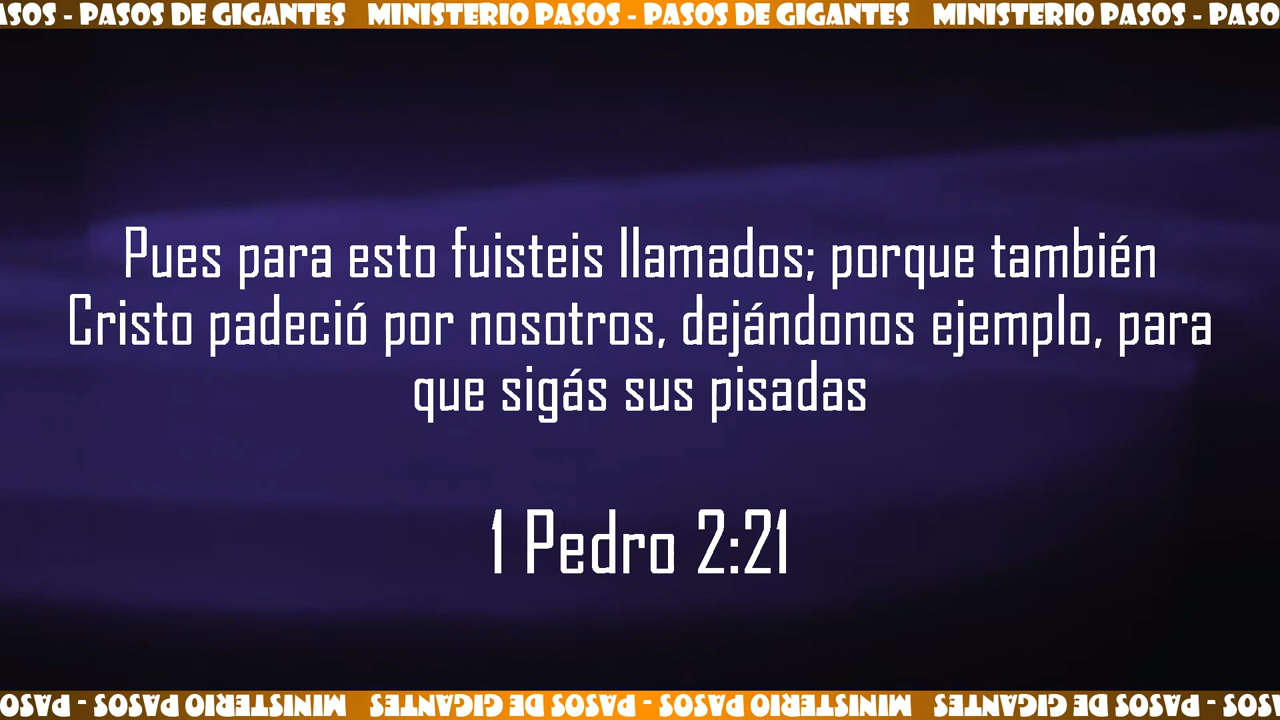 ASOS - PASOS DE GIGANTES MINISTERIO PASOS - PASOS DE GIGANTES MINISTERIO PASOS - PASO
Pues para esto fuisteis llamados; porque también
Cristo padeció por nosotros, dejándonos ejemplo, para
que sigás sus pisadas
1 Pedro 2:21
MINISTERIO PASOS - PASOS DE GIGANTES MINISTERIO PASOS - PASOS DE GIGANTES